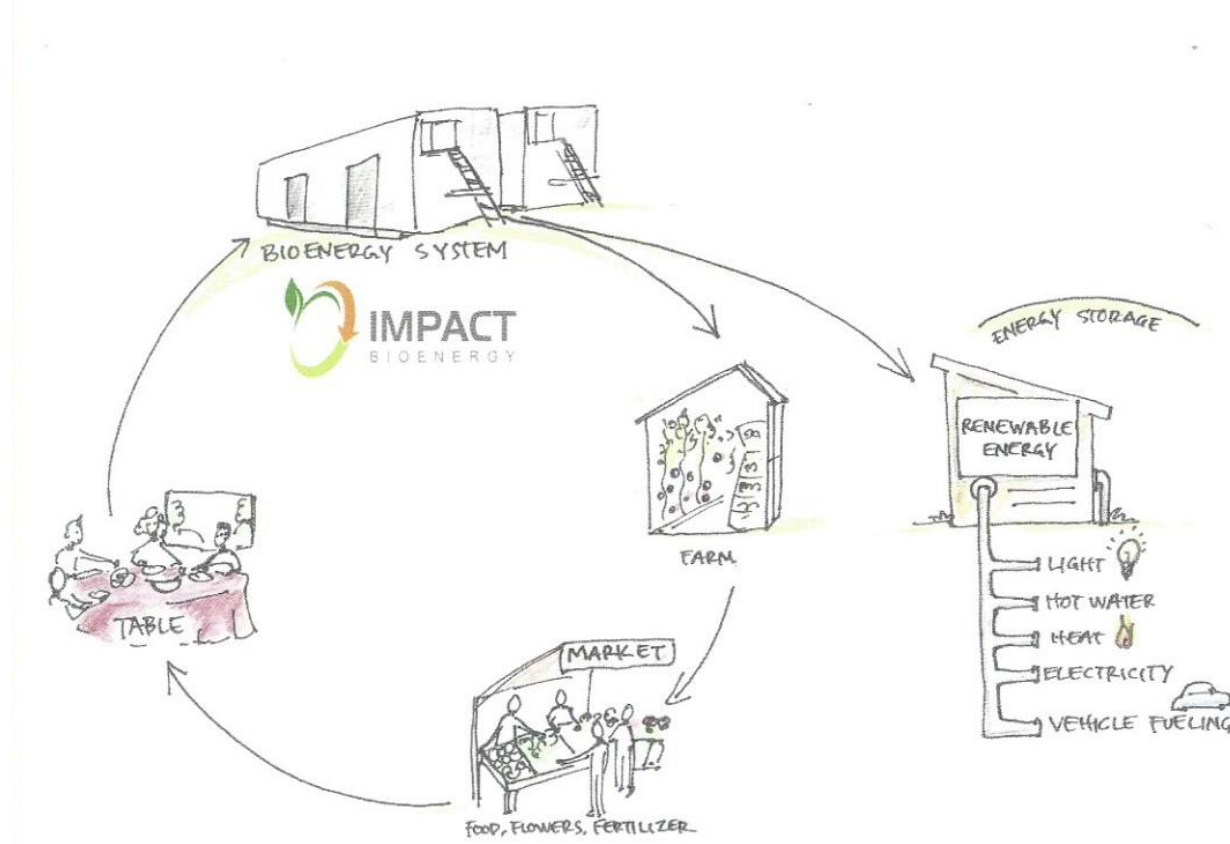 BIOENERGY SYSTEM
IMPACT
BIOENERGY
ENERGY STORAGE
RENEWABLE
ENERGY
FARM
LIGHT
HOT WATER
HEAT
ELECTRICITY
VEHICLE FUELING
TABLE
MARKET
FOOD, FLOWERS, FERTILIZER